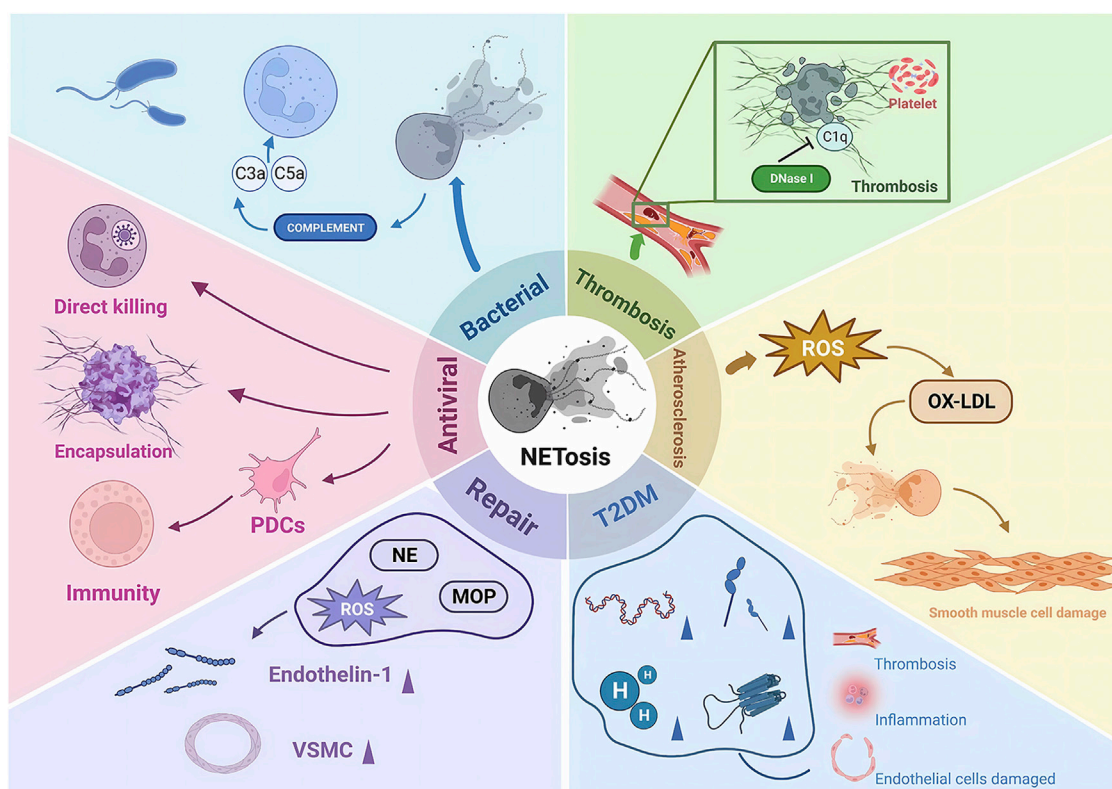 C3a
C5a
COMPLEMENT
Platelet
C1q
DNase I
Thrombosis
Direct killing
Encapsulation
PDCs
Immunity
Bacterial
Thrombosis
Antiviral
Atherosclerosis
NETosis
Repair
T2DM
ROS
OX-LDL
Smooth muscle cell damage
NE
ROS
MOP
Endothelin-1
VSMC
H
H
H
Thrombosis
Inflammation
Endothelial cells damaged